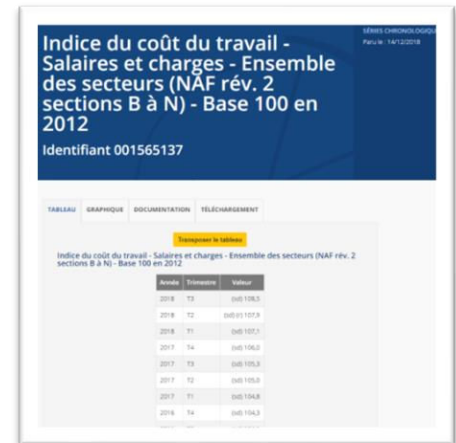 SÉRIES CHRONOLOGIQU
Paru le : 14/12/2018
Indice du coût du travail -
Salaires et charges - Ensemble
des secteurs (NAF rév. 2
sections B à N) - Base 100 en
2012
Identifiant 001565137
TABLEAU GRAPHIQUE DOCUMENTATION TÉLÉCHARGEMENT
Transposer le tableau
Indice du coût du travail - Salaires et charges - Ensemble des secteurs (NAF rév. 2
sections B à N) - Base 100 en 2012
Année Trimestre Valeur
2018 T3 (sd) 108,5
2018 T2 (sd) (r) 107,9
2018 T1 (sd) 107,1
2017 T4 (sd) 106,0
2017 T3 (sd) 105,3
2017 T2 (sd) 105,0
2017 T1 (sd) 104,8
2016 T4 (sd) 104,3